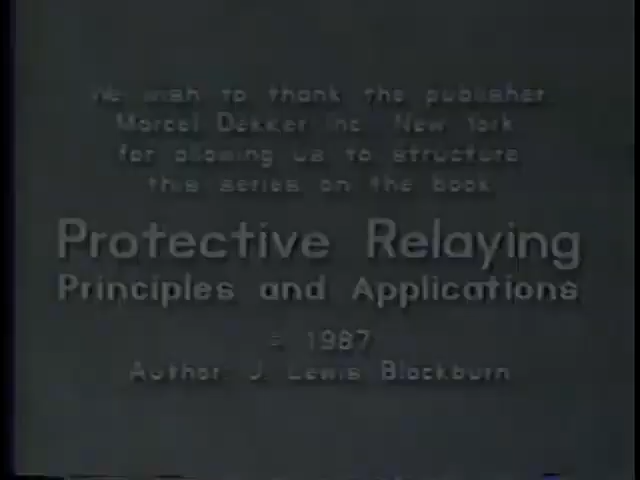 We wish to thank the publisher
Marcel Dekker Inc. New York
for allowing us to structure
this series on the book
Protective Relaying
Principles and Applications
© 1987
Author: J. Lewis Blackburn